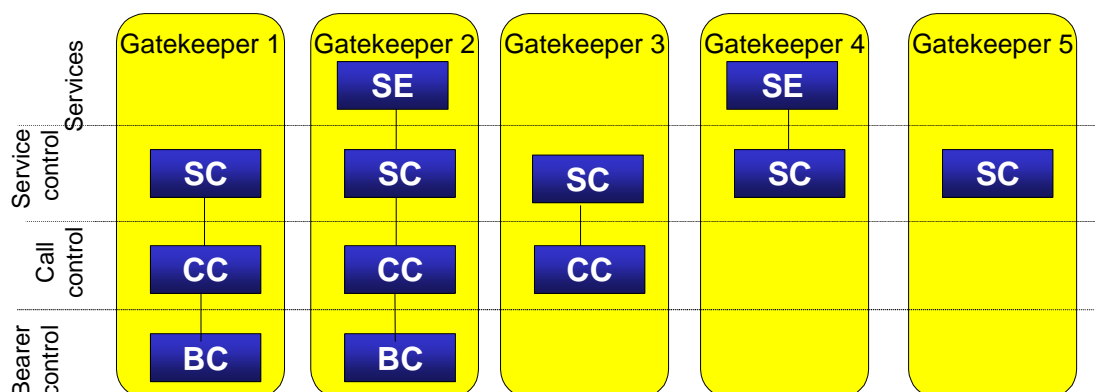 Gatekeeper 1
Gatekeeper 2
Gatekeeper 3
Gatekeeper 4
Gatekeeper 5
Services
SE
SE
Service
control
SC
SC
SC
SC
SC
Call
control
CC
CC
CC
Bearer
control
BC
BC